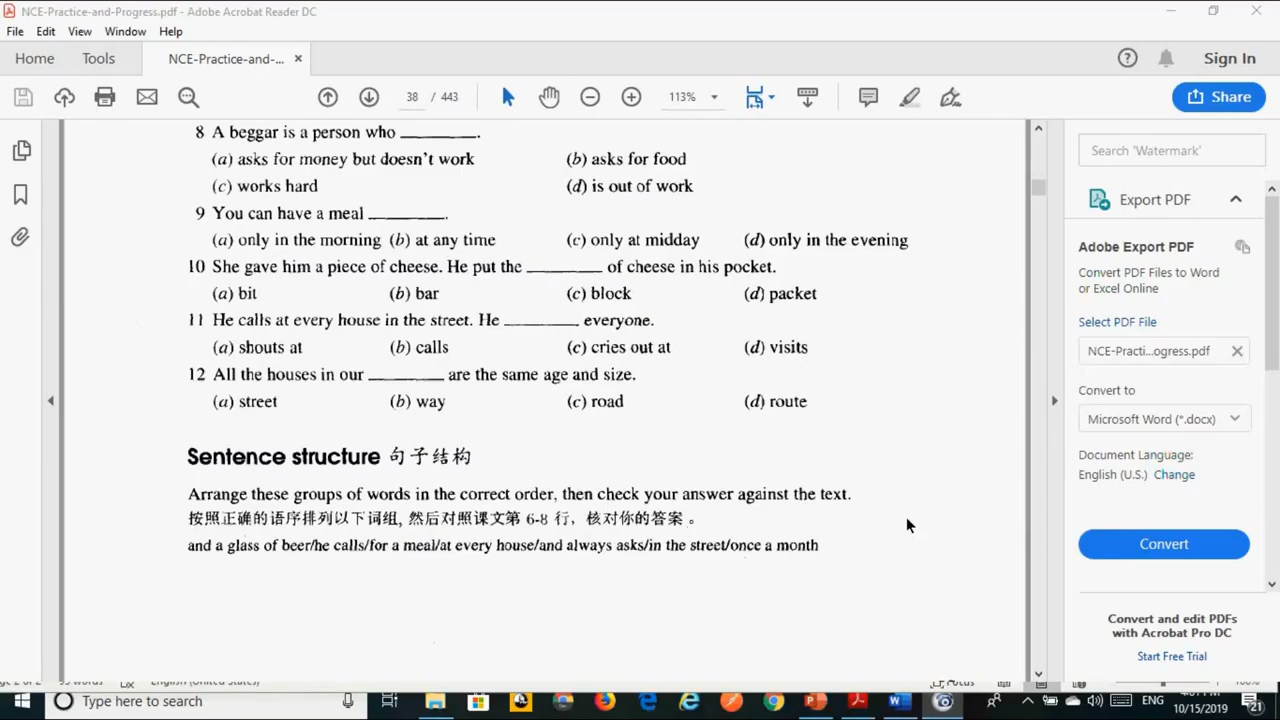 NCE-Practice-and-Progress.pdf - Adobe Acrobat Reader DC
File Edit View Window Help
Home Tools NCE-Practice-and-... × Sign In
38 / 443 113% Share
8 A beggar is a person who ________.
(a) asks for money but doesn't work (b) asks for food
(c) works hard (d) is out of work
9 You can have a meal ________.
(a) only in the morning (b) at any time (c) only at midday (d) only in the evening
10 She gave him a piece of cheese. He put the ________ of cheese in his pocket.
(a) bit (b) bar (c) block (d) packet
11 He calls at every house in the street. He ________ everyone.
(a) shouts at (b) calls (c) cries out at (d) visits
12 All the houses in our ________ are the same age and size.
(a) street (b) way (c) road (d) route
Sentence structure 句子结构
Arrange these groups of words in the correct order, then check your answer against the text.
按照正确的语序排列以下词组, 然后对照课文第 6-8 行, 核对你的答案。
and a glass of beer/he calls/for a meal/at every house/and always asks/in the street/once a month
Search 'Watermark'
Export PDF
Adobe Export PDF
Convert PDF Files to Word
or Excel Online
Select PDF File
NCE-Practi...ogress.pdf
Convert to
Microsoft Word (*.docx)
Document Language:
English (U.S.) Change
Convert
Convert and edit PDFs
with Acrobat Pro DC
Start Free Trial
Type here to search
ENG
10/15/2019
21